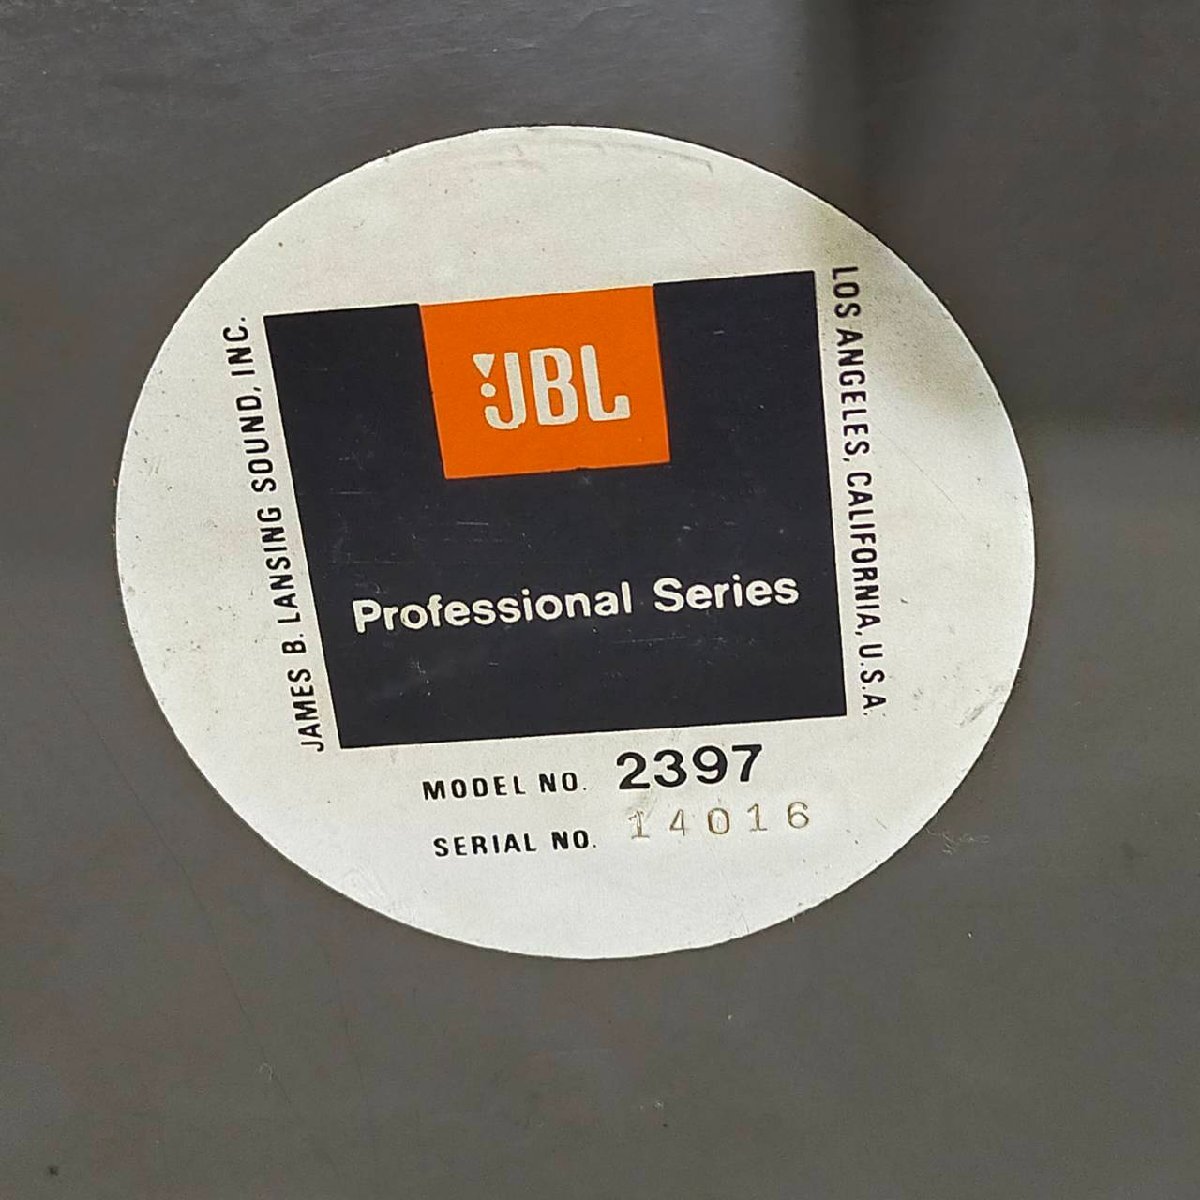 JBL
Professional Series
JAMES B. LANSING SOUND, INC.
LOS ANGELES, CALIFORNIA, U.S.A.
MODEL NO. 2397
SERIAL NO. 14016